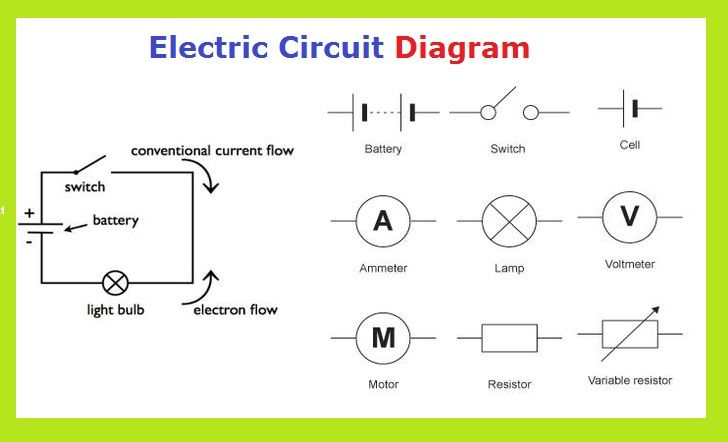 Electric Circuit Diagram
conventional current flow
switch
+
battery
-
light bulb
electron flow
Battery
Switch
Cell
A
V
Ammeter
Lamp
Voltmeter
M
Motor
Resistor
Variable resistor